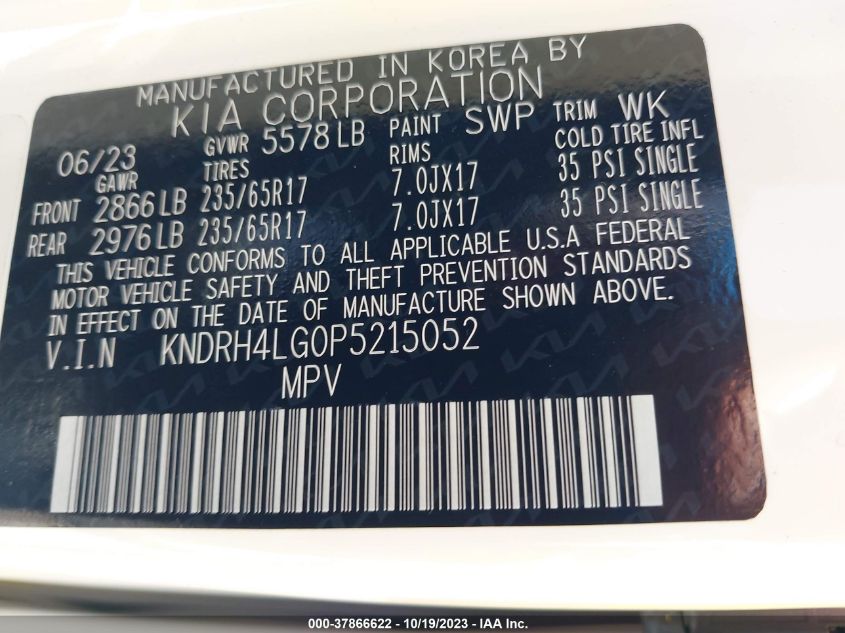 MANUFACTURED IN KOREA BY
KIA CORPORATION
06/23 GVWR 5578 LB PAINT SWP TRIM WK
GAWR TIRES RIMS COLD TIRE INFL
FRONT 2866 LB 235/65R17 7.0JX17 35 PSI SINGLE
REAR 2976 LB 235/65R17 7.0JX17 35 PSI SINGLE
THIS VEHICLE CONFORMS TO ALL APPLICABLE U.S.A FEDERAL
MOTOR VEHICLE SAFETY AND THEFT PREVENTION STANDARDS
IN EFFECT ON THE DATE OF MANUFACTURE SHOWN ABOVE.
V.I.N KNDRH4LG0P5215052
MPV
000-37866622 - 10/19/2023 - IAA Inc.